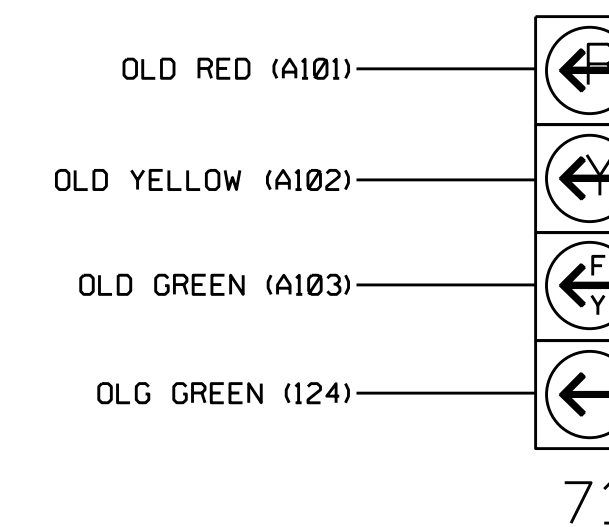 OLD RED (A101)
R
OLD YELLOW (A102)
Y
OLD GREEN (A103)
F
Y
OLG GREEN (124)